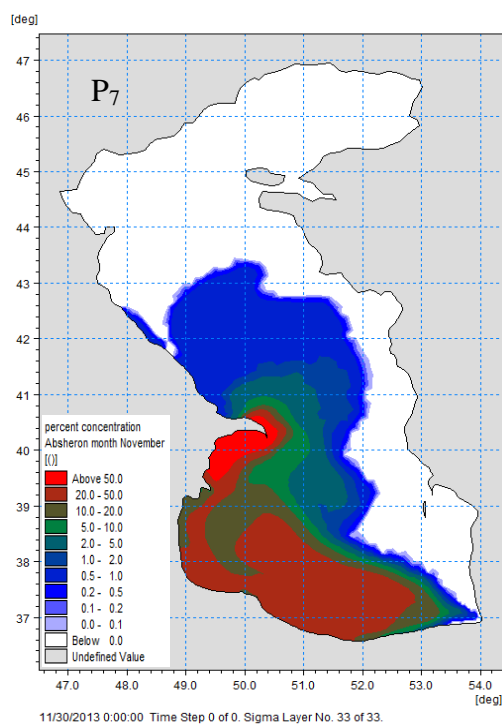 [deg]
P7
47
46
45
44
43
42
41
40
39
38
37
percent concentration
Absheron month November
[()]
Above 50.0
20.0 - 50.0
10.0 - 20.0
5.0 - 10.0
2.0 - 5.0
1.0 - 2.0
0.5 - 1.0
0.2 - 0.5
0.1 - 0.2
0.0 - 0.1
Below 0.0
Undefined Value
47.0 48.0 49.0 50.0 51.0 52.0 53.0 54.0
[deg]
11/30/2013 0:00:00 Time Step 0 of 0. Sigma Layer No. 33 of 33.